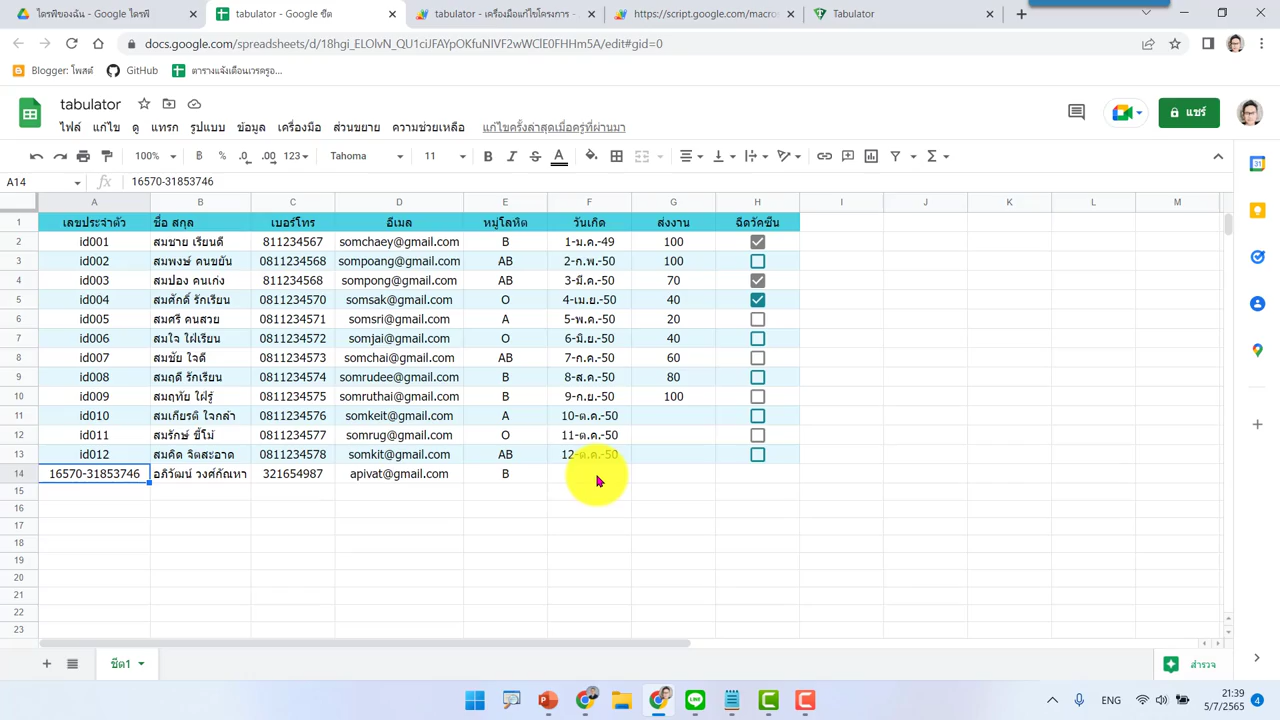 ไดรฟ์ของฉัน - Google ไดรฟ์ tabulator - Google ชีต tabulator - เครื่องมือแก้ไขโครงการ - https://script.google.com/macro Tabulator
docs.google.com/spreadsheets/d/18hgi_ELOlvN_QU1ciJFAYpOKfuNIVF2wWClE0FHHm5A/edit#gid=0
Blogger: โพสต์ GitHub ตารางแจ้งเตือนเวรครูอ...
tabulator
แชร์
ไฟล์ แก้ไข ดู แทรก รูปแบบ ข้อมูล เครื่องมือ ส่วนขยาย ความช่วยเหลือ แก้ไขครั้งล่าสุดเมื่อครู่ที่ผ่านมา
100% ฿ % .0 .00 123 Tahoma 11 B I S A Σ
A14 fx 16570-31853746
A B C D E F G H I J K L M
1 เลขประจำตัว ชื่อ สกุล เบอร์โทร อีเมล หมู่โลหิต วันเกิด ส่งงาน ฉีดวัคซีน
2 id001 สมชาย เรียนดี 811234567 somchaey@gmail.com B 1-ม.ค.-49 100
3 id002 สมพงษ์ คนขยัน 0811234568 sompoang@gmail.com AB 2-ก.พ.-50 100
4 id003 สมปอง คนเก่ง 811234568 sompong@gmail.com AB 3-มี.ค.-50 70
5 id004 สมศักดิ์ รักเรียน 0811234570 somsak@gmail.com O 4-เม.ย.-50 40
6 id005 สมศรี คนสวย 0811234571 somsri@gmail.com A 5-พ.ค.-50 20
7 id006 สมใจ ใฝ่เรียน 0811234572 somjai@gmail.com O 6-มิ.ย.-50 40
8 id007 สมชัย ใจดี 0811234573 somchai@gmail.com AB 7-ก.ค.-50 60
9 id008 สมฤดี รักเรียน 0811234574 somrudee@gmail.com B 8-ส.ค.-50 80
10 id009 สมฤทัย ใฝ่รู้ 0811234575 somruthai@gmail.com B 9-ก.ย.-50 100
11 id010 สมเกียรติ ใจกล้า 0811234576 somkeit@gmail.com A 10-ต.ค.-50
12 id011 สมรักษ์ ขี้โม้ 0811234577 somrug@gmail.com O 11-ต.ค.-50
13 id012 สมคิด จิตสะอาด 0811234578 somkit@gmail.com AB 12-ต.ค.-50
14 16570-31853746 อภิวัฒน์ วงศ์กัณหา 321654987 apivat@gmail.com B
15
16
17
18
19
20
21
22
23
ชีต1 สำรวจ
ENG 21:39
5/7/2565 4